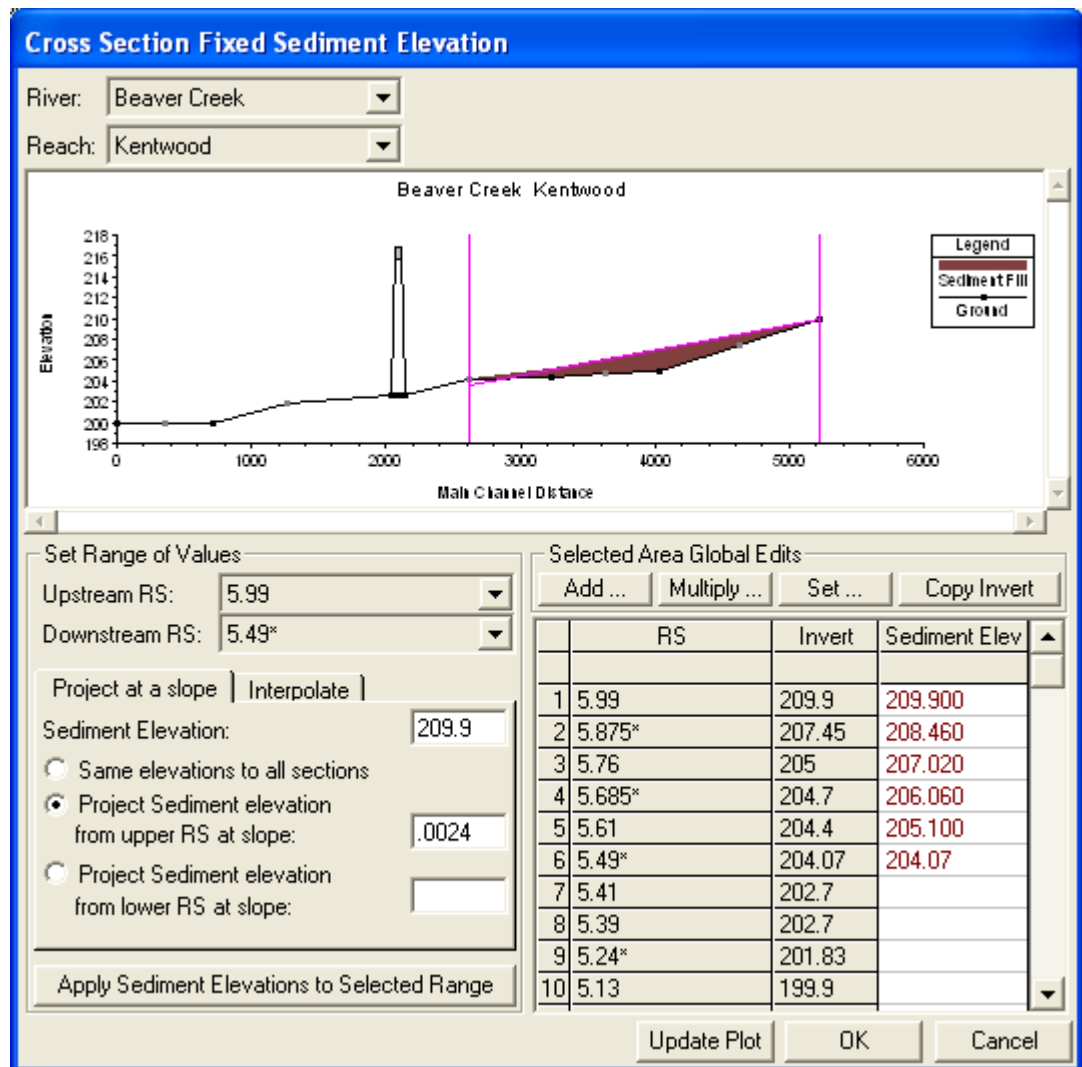 Cross Section Fixed Sediment Elevation
River: Beaver Creek
Reach: Kentwood
Beaver Creek Kentwood
218
216
214
212
210
208
206
204
202
200
198
Elevation
0 1000 2000 3000 4000 5000 6000
Main Channel Distance
Legend
Sediment Fill
Ground
Set Range of Values
Upstream RS: 5.99
Downstream RS: 5.49*
Project at a slope Interpolate
Sediment Elevation: 209.9
Same elevations to all sections
Project Sediment elevation
from upper RS at slope: .0024
Project Sediment elevation
from lower RS at slope:
Apply Sediment Elevations to Selected Range
Selected Area Global Edits
Add ... Multiply ... Set ... Copy Invert
RS Invert Sediment Elev
1 5.99 209.9 209.900
2 5.875* 207.45 208.460
3 5.76 205 207.020
4 5.685* 204.7 206.060
5 5.61 204.4 205.100
6 5.49* 204.07 204.07
7 5.41 202.7
8 5.39 202.7
9 5.24* 201.83
10 5.13 199.9
Update Plot OK Cancel